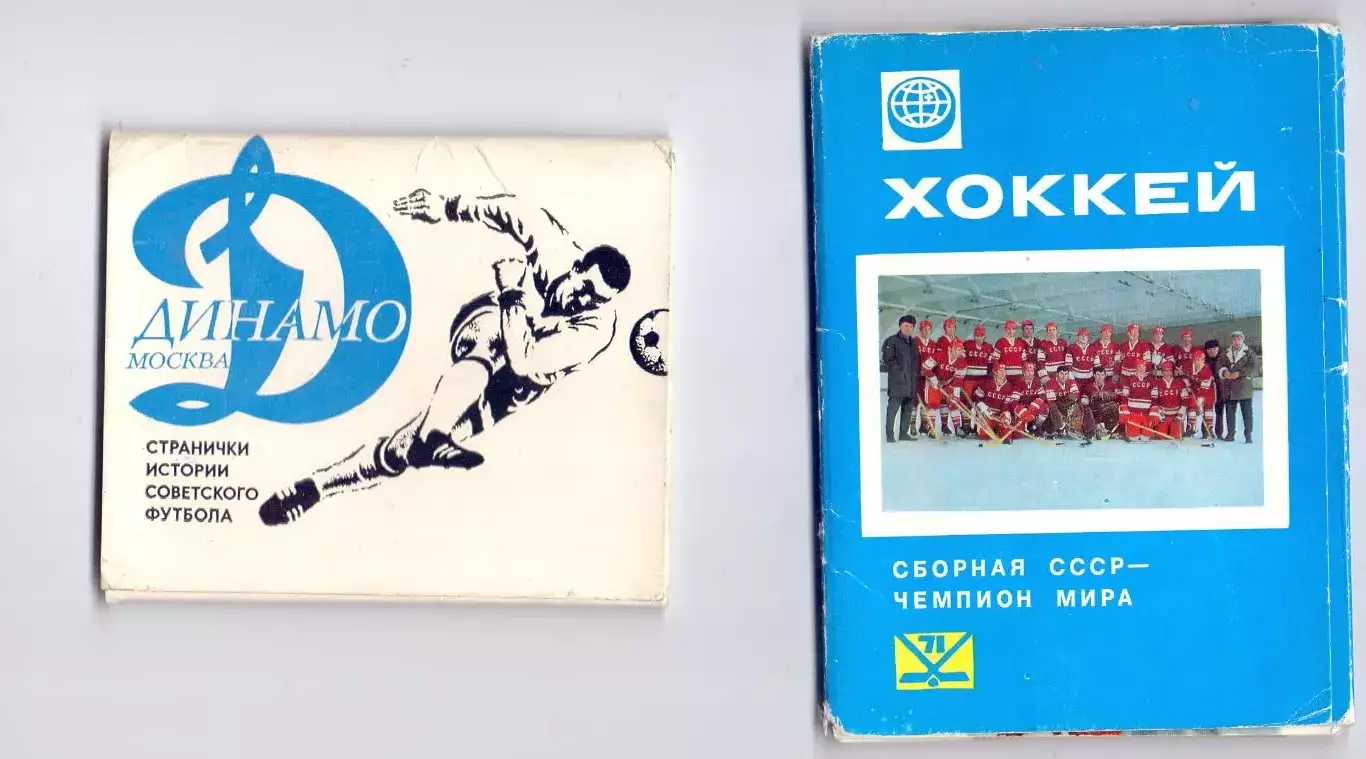 ДИНАМО
МОСКВА
СТРАНИЧКИ
ИСТОРИИ
СОВЕТСКОГО
ФУТБОЛА
ХОККЕЙ
СБОРНАЯ СССР—
ЧЕМПИОН МИРА
71